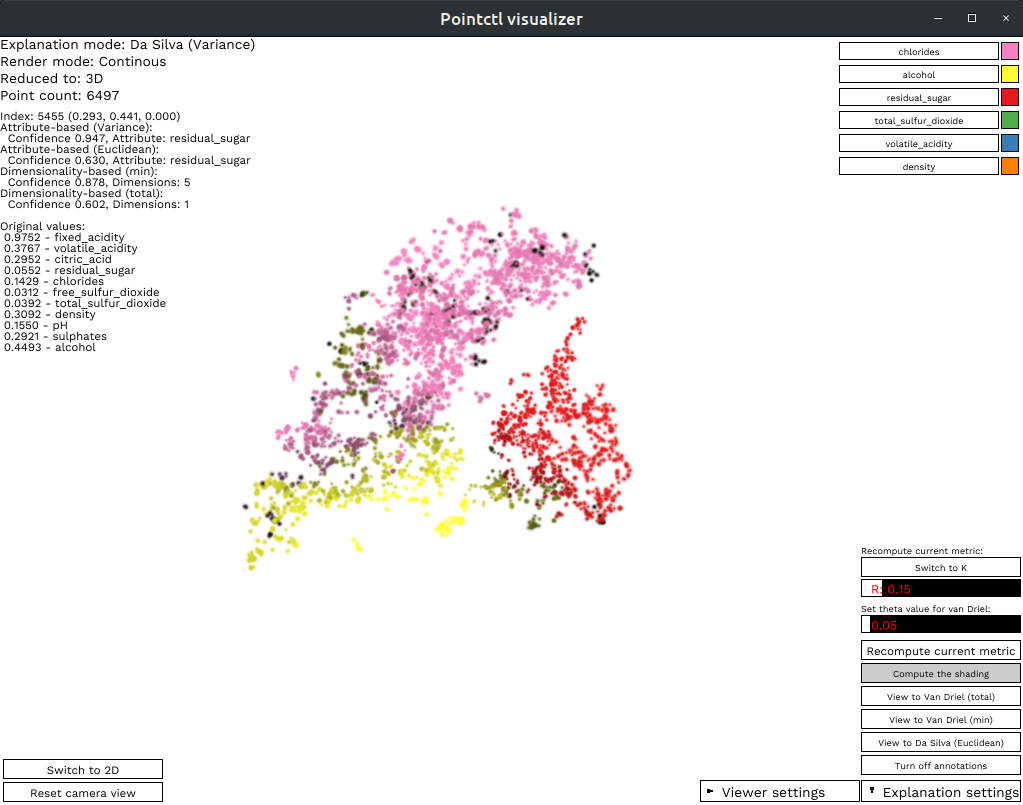 Pointctl visualizer
Explanation mode: Da Silva (Variance)
Render mode: Continous
Reduced to: 3D
Point count: 6497
Index: 5455 (0.293, 0.441, 0.000)
Attribute-based (Variance):
Confidence 0.947, Attribute: residual_sugar
Attribute-based (Euclidean):
Confidence 0.630, Attribute: residual_sugar
Dimensionality-based (min):
Confidence 0.878, Dimensions: 5
Dimensionality-based (total):
Confidence 0.602, Dimensions: 1
Original values:
0.9752 - fixed_acidity
0.3767 - volatile_acidity
0.2952 - citric_acid
0.0552 - residual_sugar
0.1429 - chlorides
0.0312 - free_sulfur_dioxide
0.0392 - total_sulfur_dioxide
0.3092 - density
0.1550 - pH
0.2921 - sulphates
0.4493 - alcohol
chlorides
alcohol
residual_sugar
total_sulfur_dioxide
volatile_acidity
density
Recompute current metric:
Switch to K
R: 0.15
Set theta value for van Driel:
0.05
Recompute current metric
Compute the shading
View to Van Driel (total)
View to Van Driel (min)
View to Da Silva (Euclidean)
Turn off annotations
Switch to 2D
Reset camera view
Viewer settings
Explanation settings